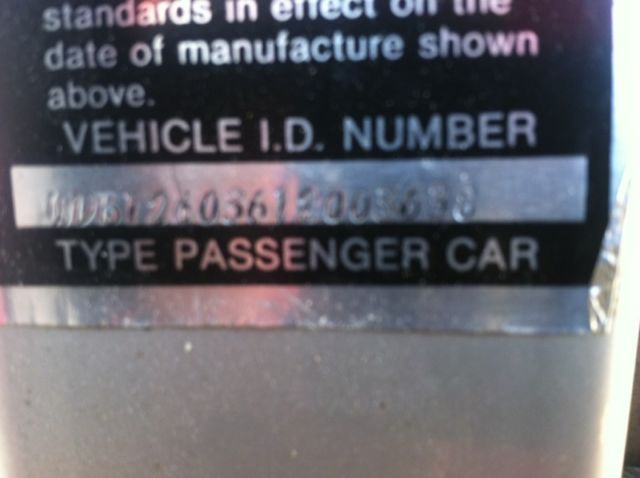 standards in effect on the
date of manufacture shown
above.
VEHICLE I.D. NUMBER
TYPE PASSENGER CAR